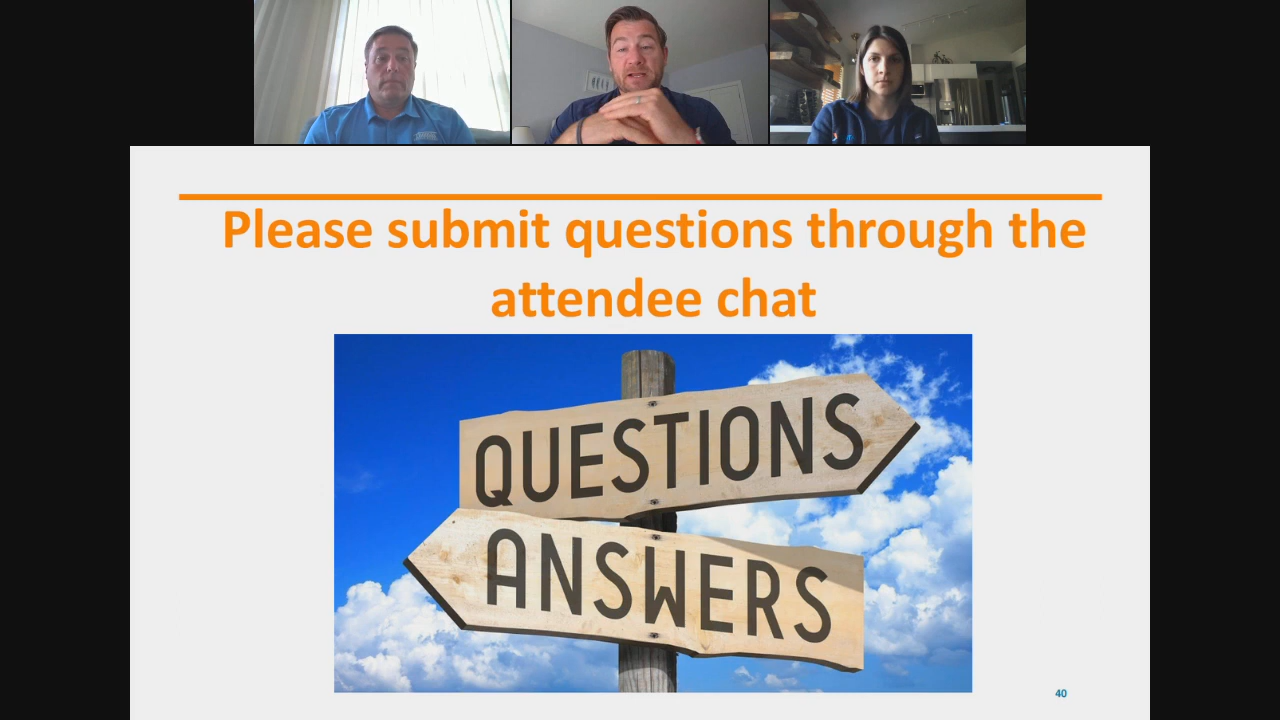 Please submit questions through the
attendee chat
QUESTIONS
ANSWERS
40